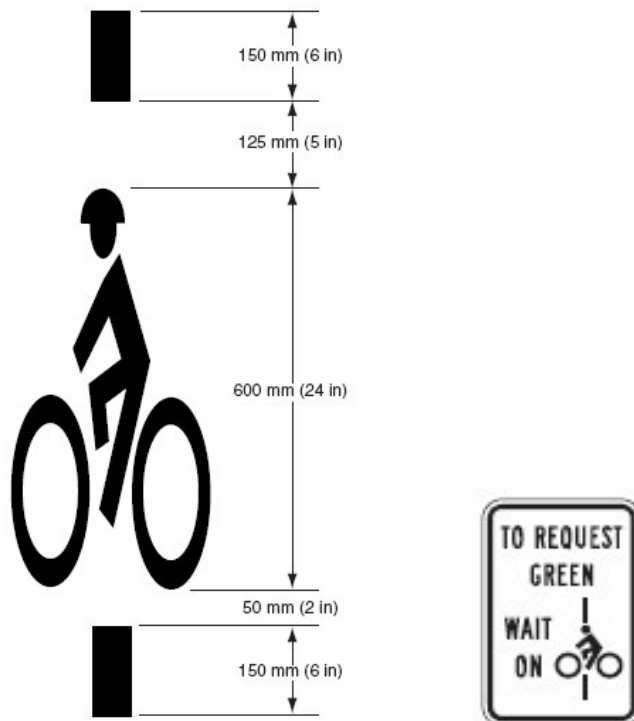 150 mm (6 in)
125 mm (5 in)
600 mm (24 in)
50 mm (2 in)
150 mm (6 in)
TO REQUEST
GREEN
WAIT
ON